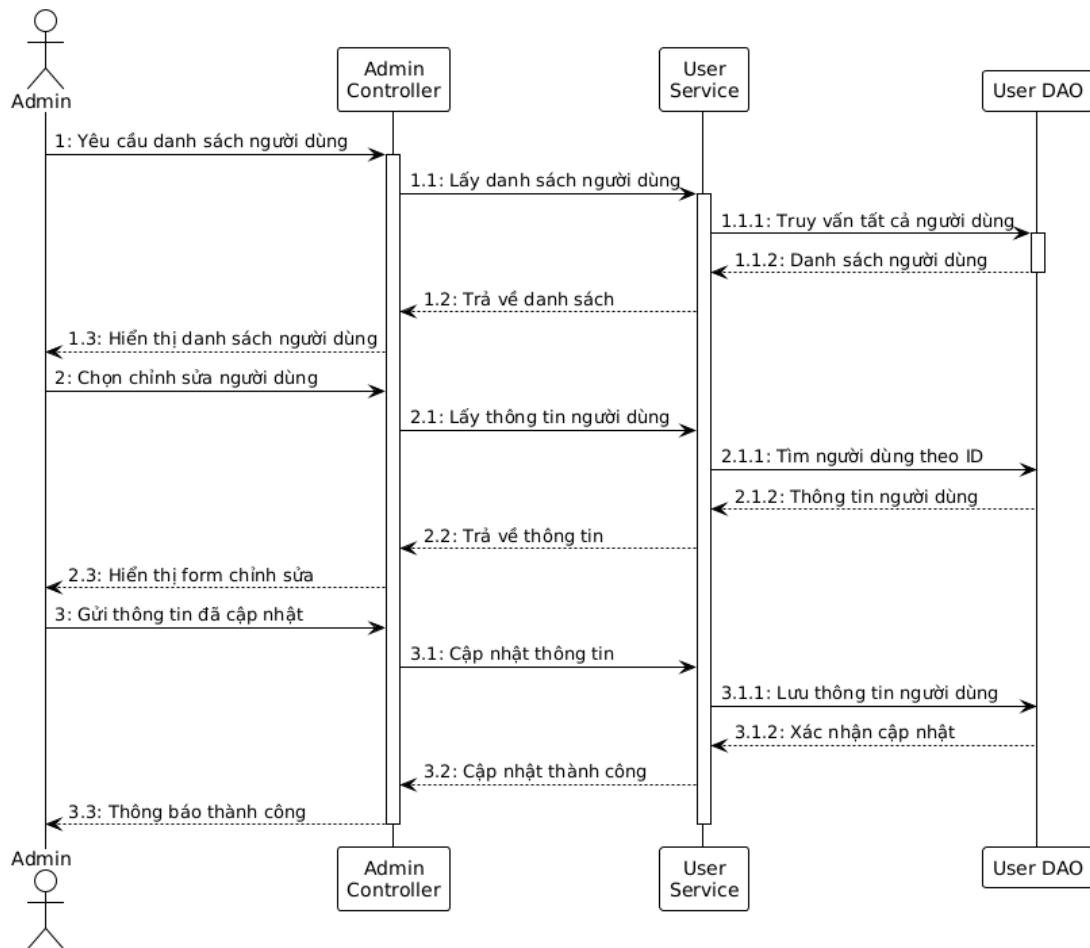 Admin
Admin
Controller
User
Service
User DAO
1: Yêu cầu danh sách người dùng
1.1: Lấy danh sách người dùng
1.1.1: Truy vấn tất cả người dùng
1.1.2: Danh sách người dùng
1.2: Trả về danh sách
1.3: Hiển thị danh sách người dùng
2: Chọn chỉnh sửa người dùng
2.1: Lấy thông tin người dùng
2.1.1: Tìm người dùng theo ID
2.1.2: Thông tin người dùng
2.2: Trả về thông tin
2.3: Hiển thị form chỉnh sửa
3: Gửi thông tin đã cập nhật
3.1: Cập nhật thông tin
3.1.1: Lưu thông tin người dùng
3.1.2: Xác nhận cập nhật
3.2: Cập nhật thành công
3.3: Thông báo thành công
Admin
Admin
Controller
User
Service
User DAO